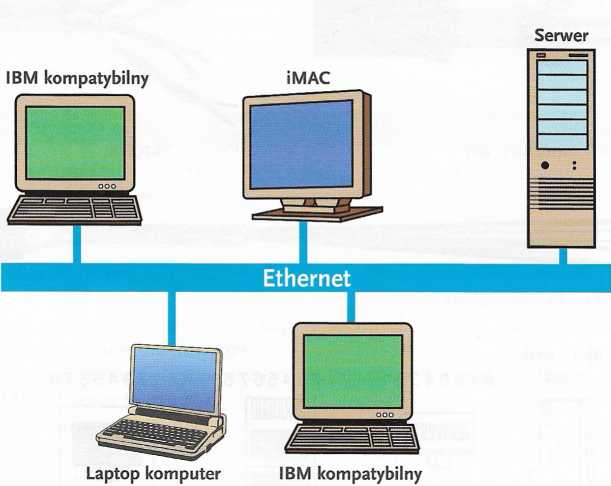 Serwer
IBM kompatybilny
iMAC
Ethernet
Laptop komputer
IBM kompatybilny